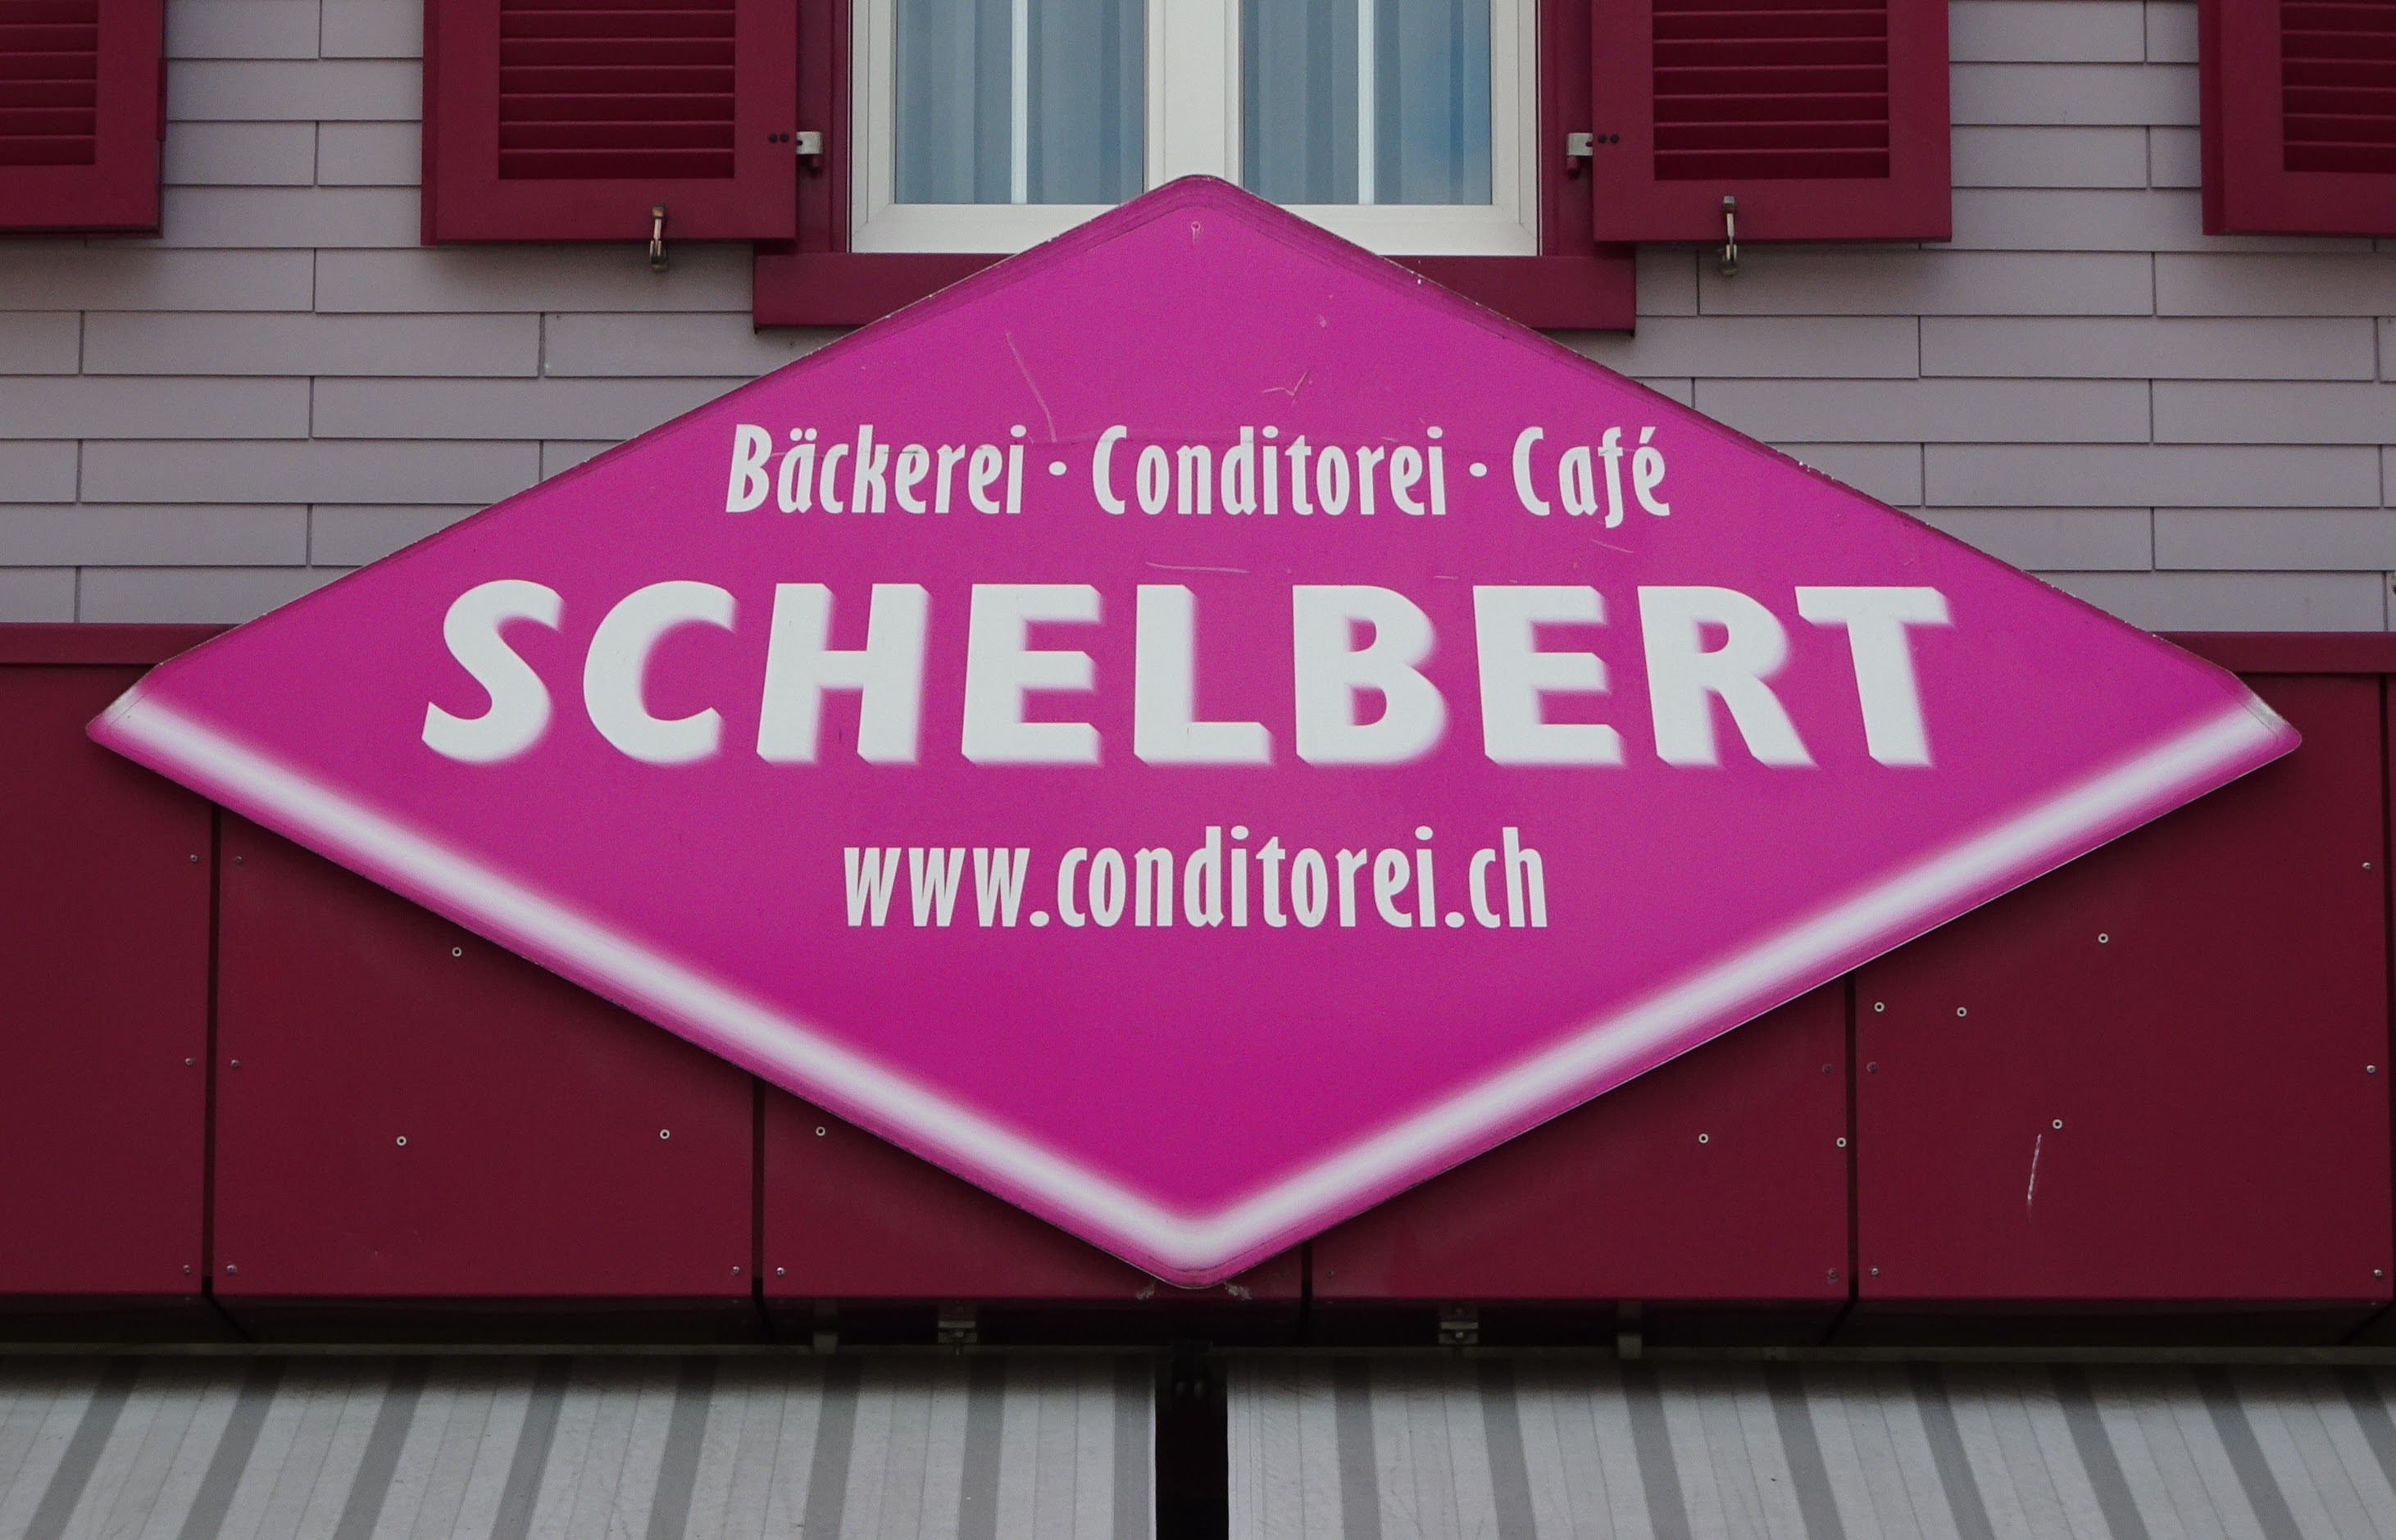 Bäckerei · Conditorei · Café
SCHELBERT
www.conditorei.ch